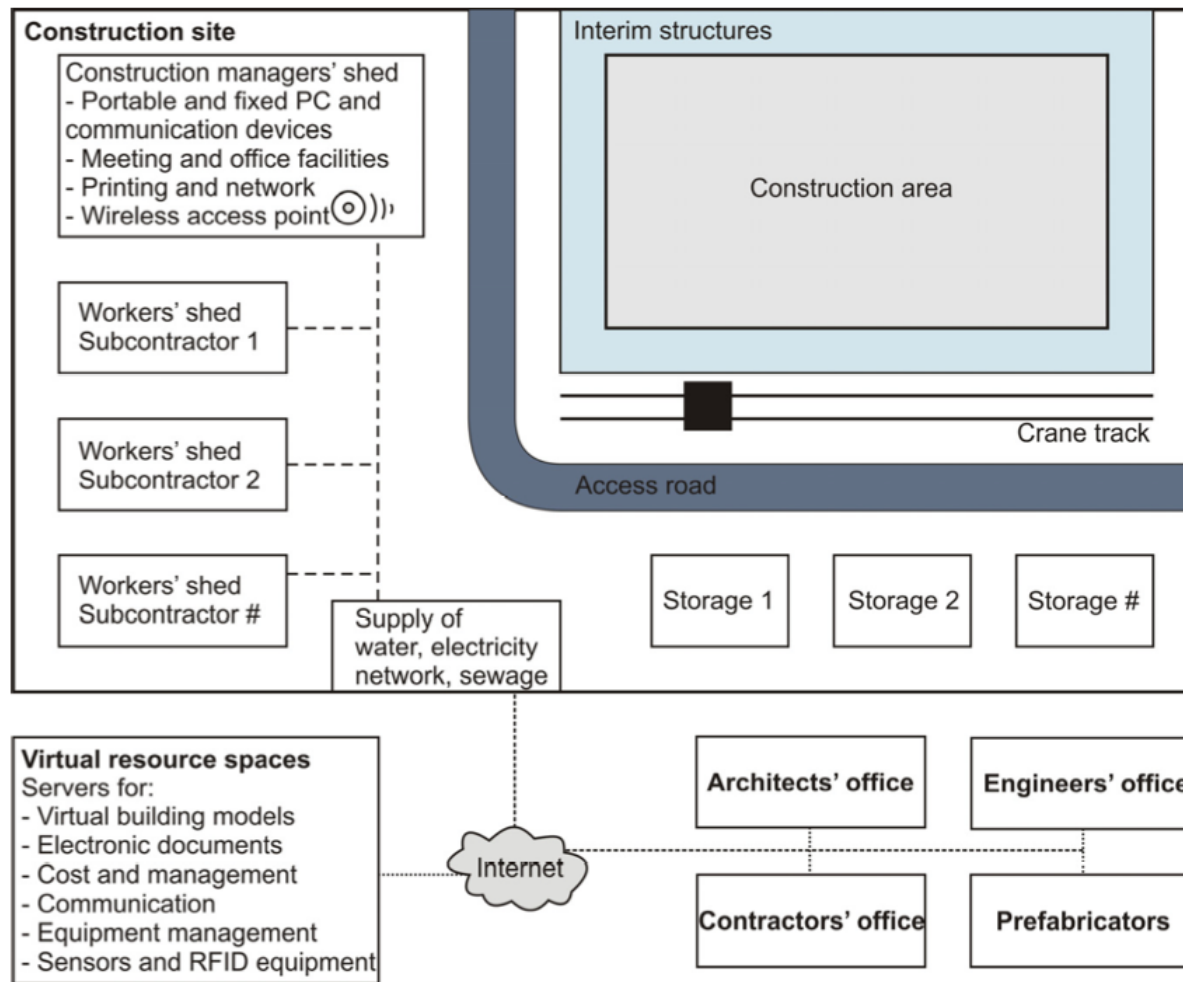 Construction site
Construction managers’ shed
- Portable and fixed PC and
communication devices
- Meeting and office facilities
- Printing and network
- Wireless access point
Workers’ shed
Subcontractor 1
Workers’ shed
Subcontractor 2
Workers’ shed
Subcontractor #
Supply of
water, electricity
network, sewage
Interim structures
Construction area
Crane track
Access road
Storage 1
Storage 2
Storage #
Virtual resource spaces
Servers for:
- Virtual building models
- Electronic documents
- Cost and management
- Communication
- Equipment management
- Sensors and RFID equipment
Internet
Architects’ office
Engineers’ office
Contractors’ office
Prefabricators